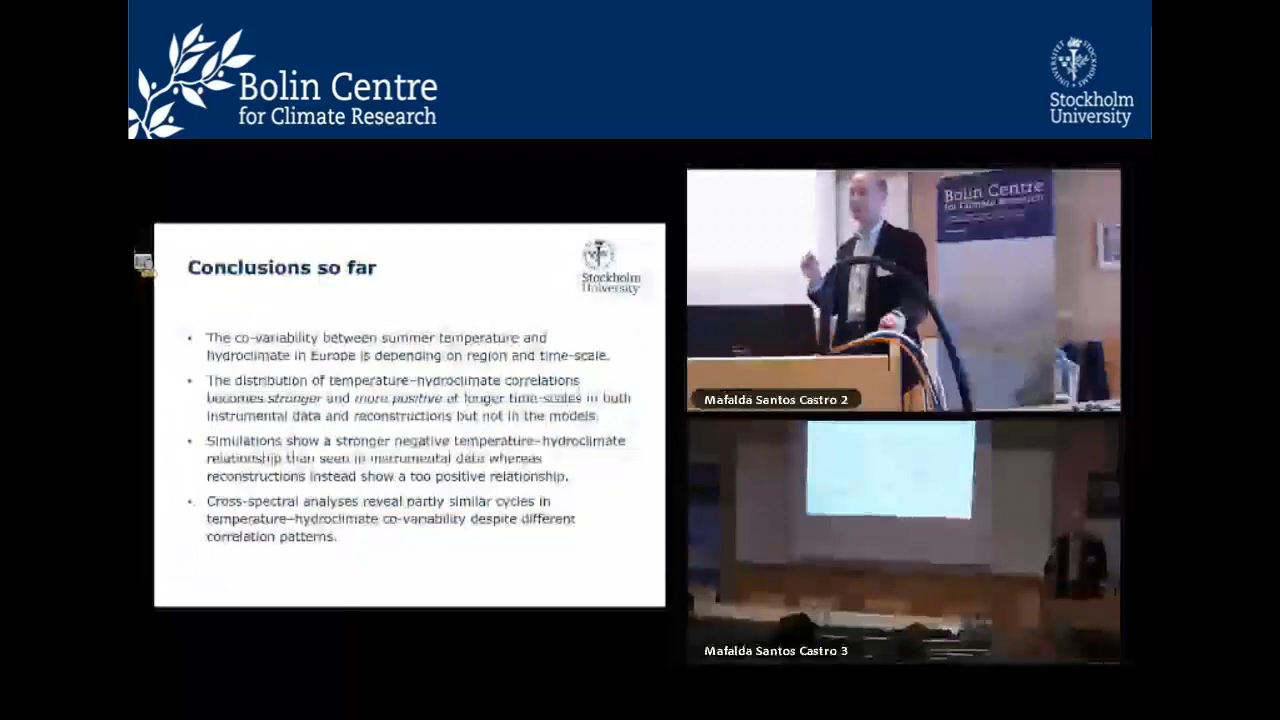 Bolin Centre
for Climate Research
Stockholm
University
Conclusions so far
Stockholm
University
• The co-variability between summer temperature and
hydroclimate in Europe is depending on region and time-scale.
• The distribution of temperature–hydroclimate correlations
becomes stronger and more positive at longer time-scales in both
instrumental data and reconstructions but not in the models.
• Simulations show a stronger negative temperature–hydroclimate
relationship than seen in instrumental data whereas
reconstructions instead show a too positive relationship.
• Cross-spectral analyses reveal partly similar cycles in
temperature–hydroclimate co-variability despite different
correlation patterns.
Bolin Centre
for Climate Research
Mafalda Santos Castro 2
Mafalda Santos Castro 3